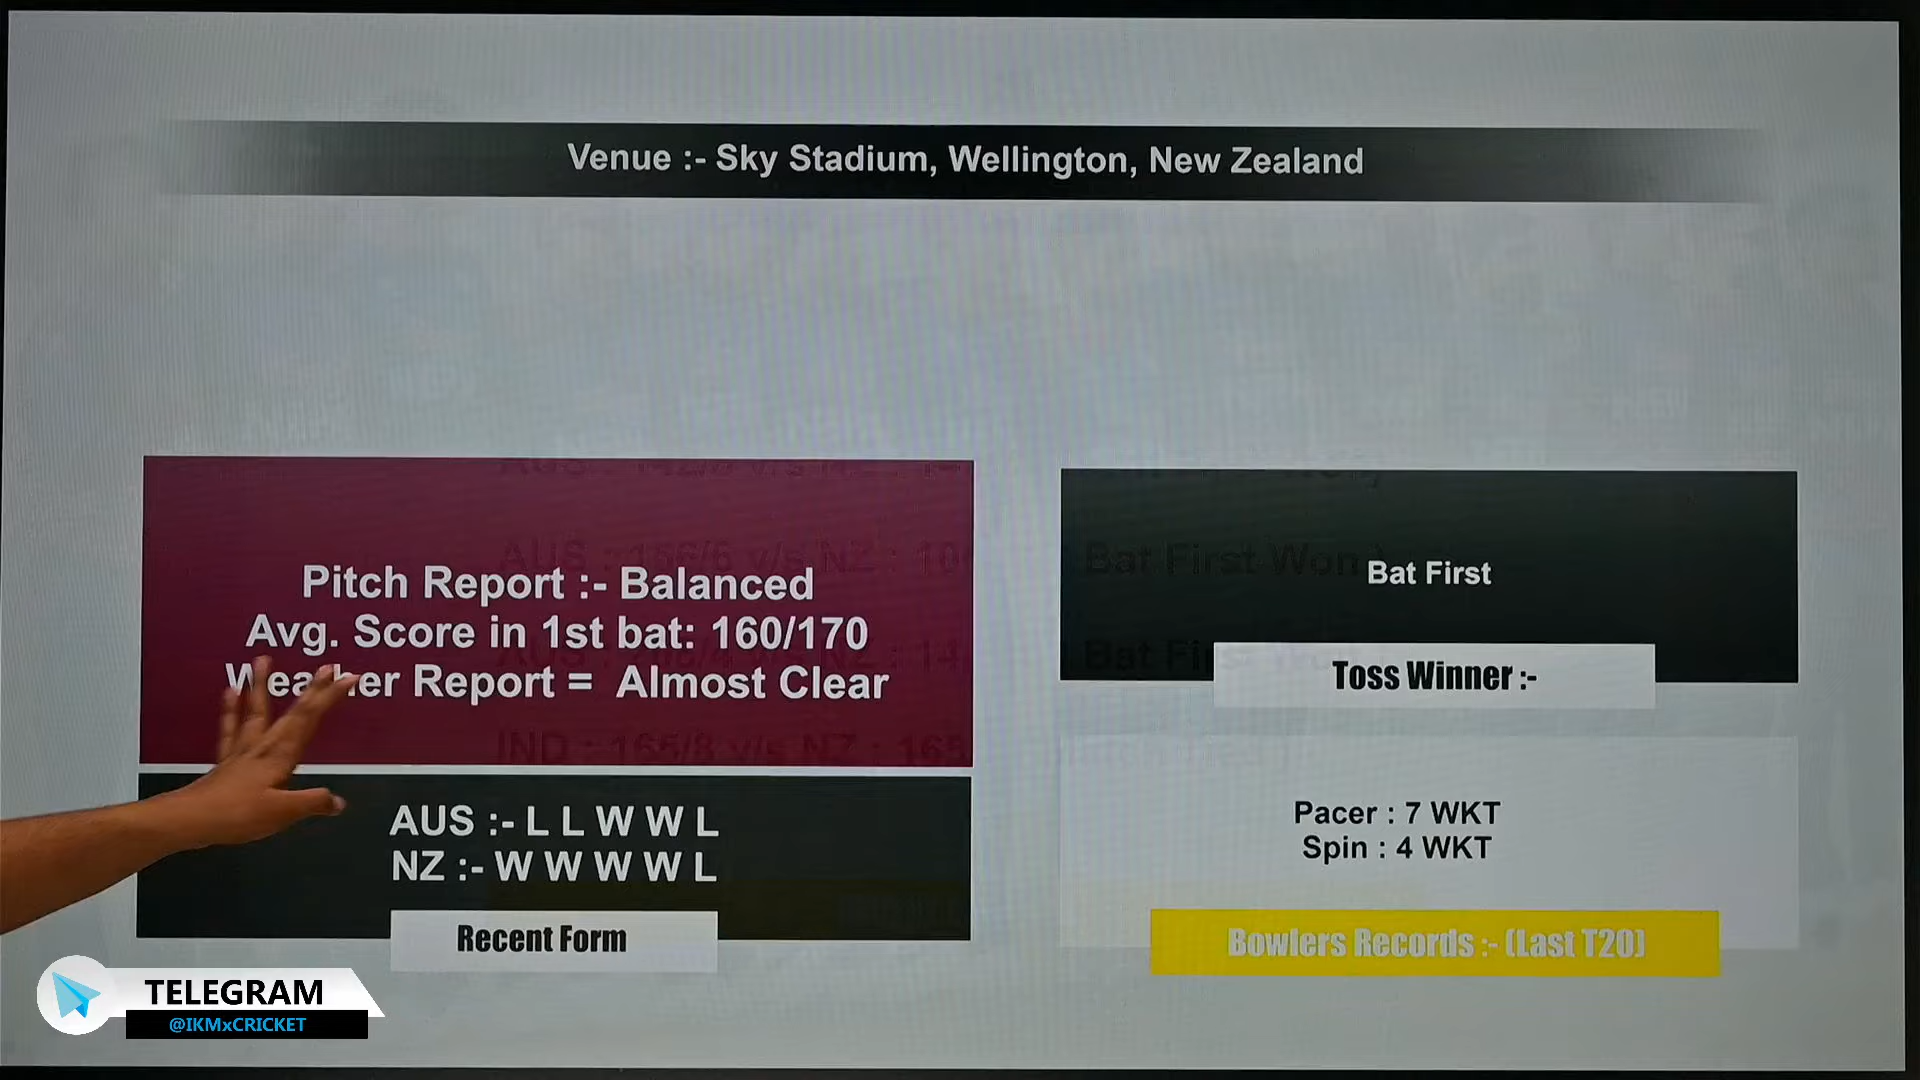 Venue :- Sky Stadium, Wellington, New Zealand
Pitch Report :- Balanced
Avg. Score in 1st bat: 160/170
Weather Report = Almost Clear
AUS :- L L W W L
NZ :- W W W W L
Recent Form
Bat First
Toss Winner :-
Pacer : 7 WKT
Spin : 4 WKT
Bowlers Records :- (Last T20)
TELEGRAM
@IKMxCRICKET